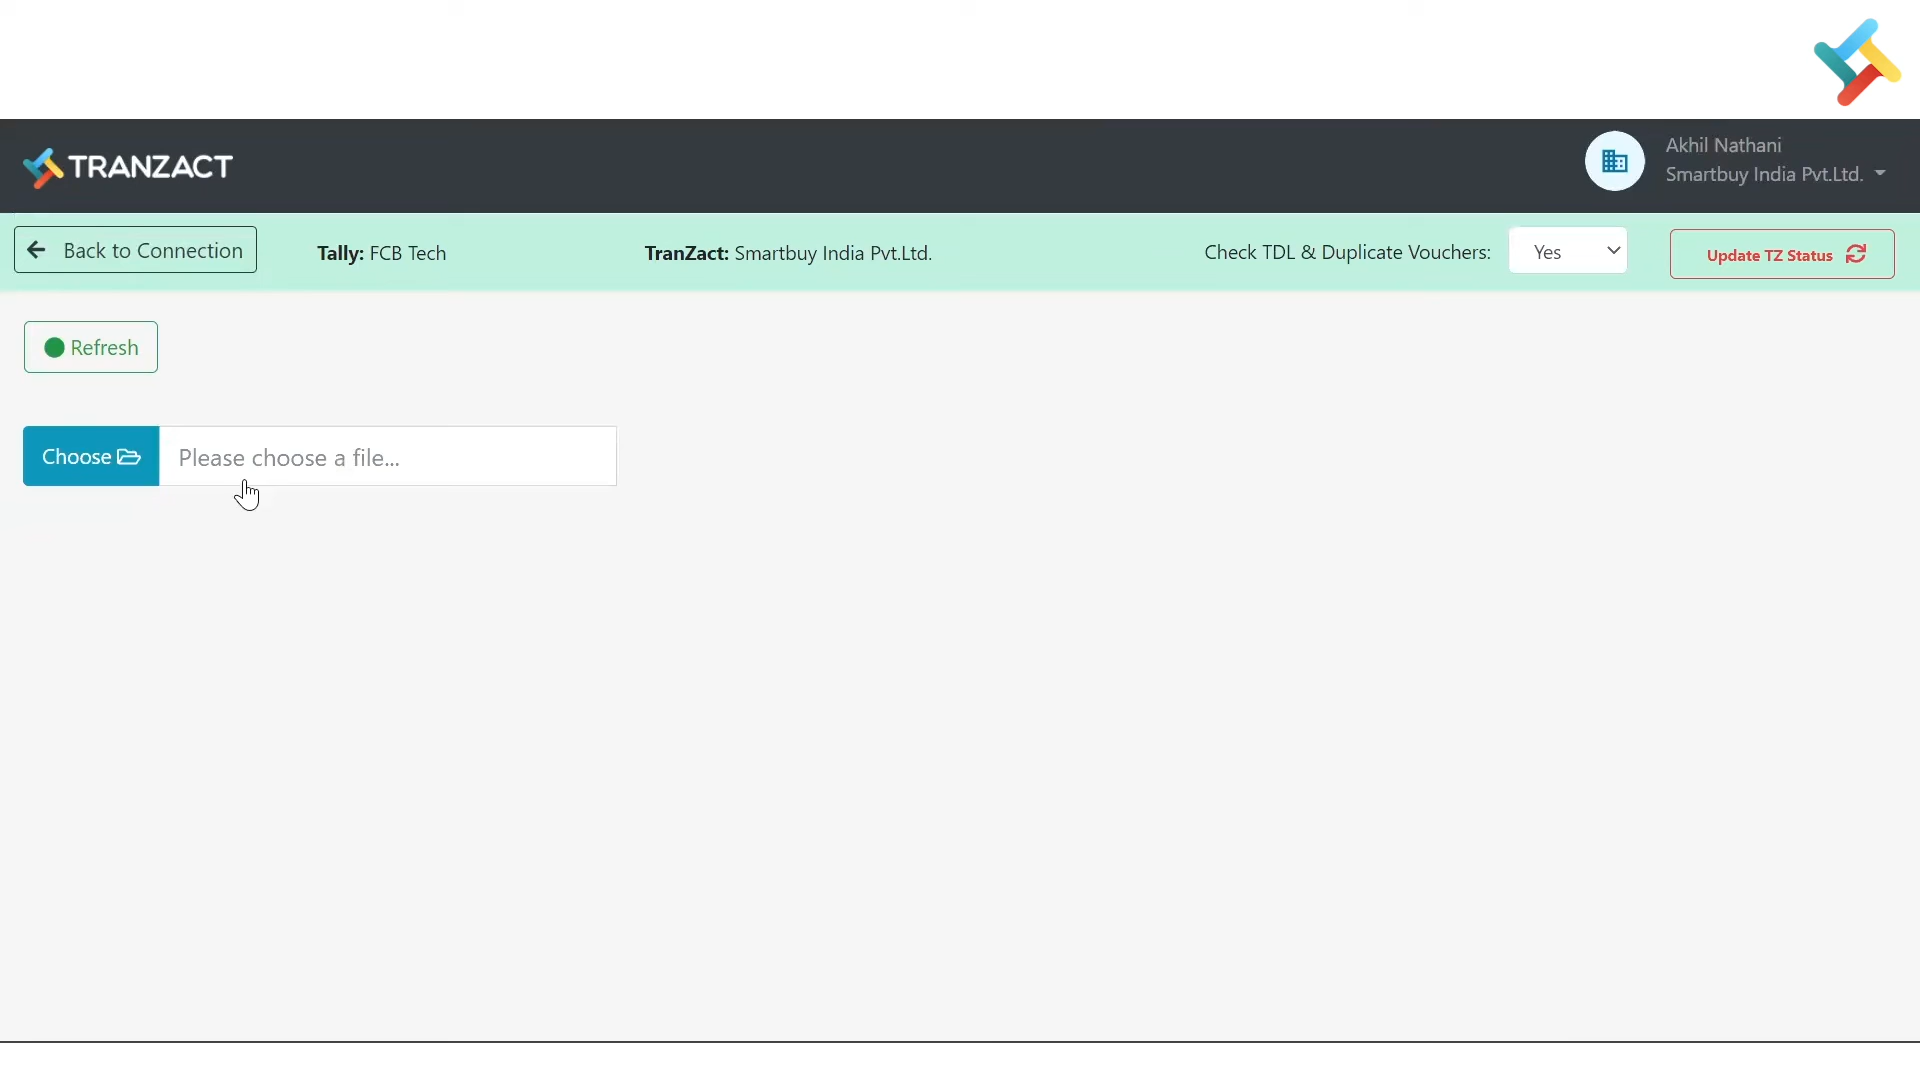 TRANZACT
Akhil Nathani
Smartbuy India Pvt.Ltd.
Back to Connection
Tally: FCB Tech
TranZact: Smartbuy India Pvt.Ltd.
Check TDL & Duplicate Vouchers:
Yes
Update TZ Status
Refresh
Choose
Please choose a file...